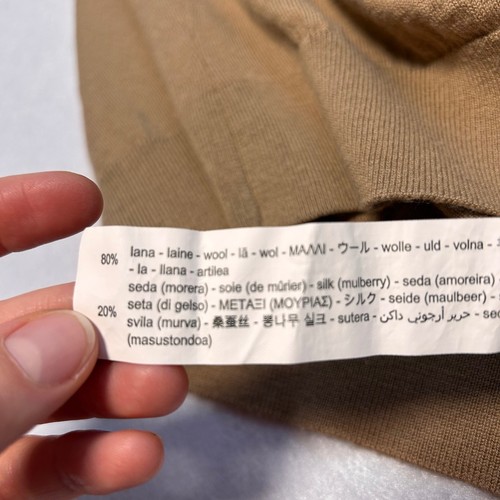 80% lana - laine - wool - lã - wol - ΜΑΛΛΙ - ウール - wolle - uld - volna -
- la - llana - artilea
seda (morera) - soie (de mûrier) - silk (mulberry) - seda (amoreira)
20% seta (di gelso) - ΜΕΤΑΞΙ (ΜΟΥΡΙΑΣ) - シルク - seide (maulbeer) -
svila (murva) - 桑蚕丝 - 뽕나무 실크 - sutera - حرير أرجوني داكن -
(masustondoa)